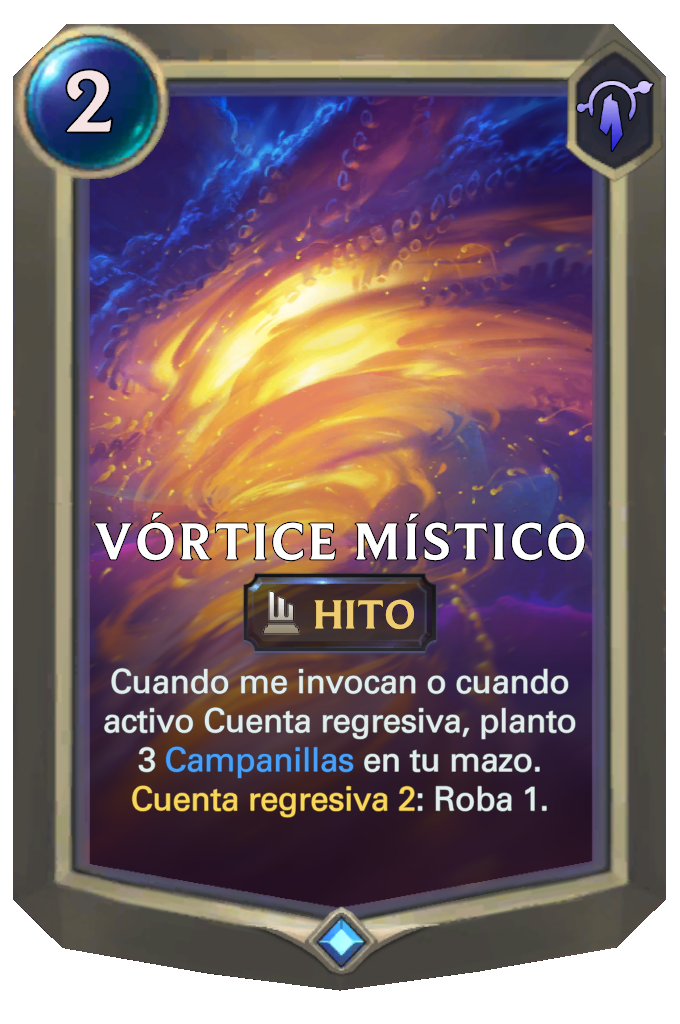 2
VÓRTICE MÍSTICO
HITO
Cuando me invocan o cuando
activo Cuenta regresiva, planto
3 Campanillas en tu mazo.
Cuenta regresiva 2: Roba 1.